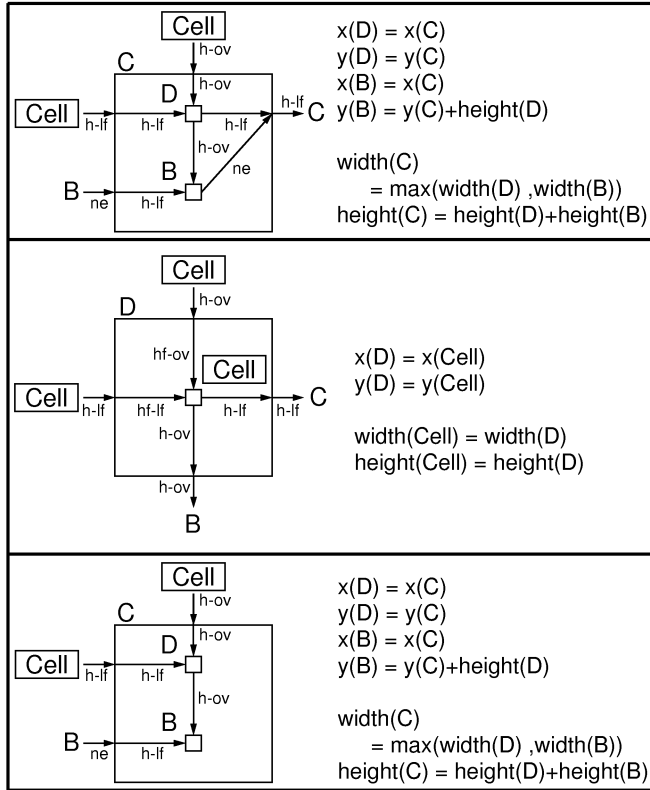 Cell
h-ov
C
h-ov
D
Cell
h-lf
h-lf
h-lf
h-lf
C
h-ov
B
ne
B
ne
h-lf
x(D) = x(C)
y(D) = y(C)
x(B) = x(C)
y(B) = y(C)+height(D)
width(C)
= max(width(D) ,width(B))
height(C) = height(D)+height(B)
Cell
h-ov
D
hf-ov
Cell
Cell
h-lf
hf-lf
h-lf
h-lf
C
h-ov
h-ov
B
x(D) = x(Cell)
y(D) = y(Cell)
width(Cell) = width(D)
height(Cell) = height(D)
Cell
h-ov
C
h-ov
D
Cell
h-lf
h-lf
h-ov
B
B
ne
h-lf
x(D) = x(C)
y(D) = y(C)
x(B) = x(C)
y(B) = y(C)+height(D)
width(C)
= max(width(D) ,width(B))
height(C) = height(D)+height(B)